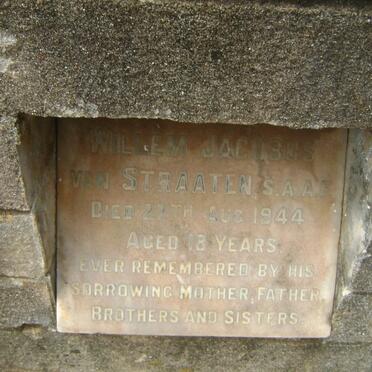 WILLEM JACOBUS
VAN STRAATEN S.A.A.F.
DIED 27TH AUG 1944
AGED 18 YEARS
EVER REMEMBERED BY HIS
SORROWING MOTHER, FATHER
BROTHERS AND SISTERS.